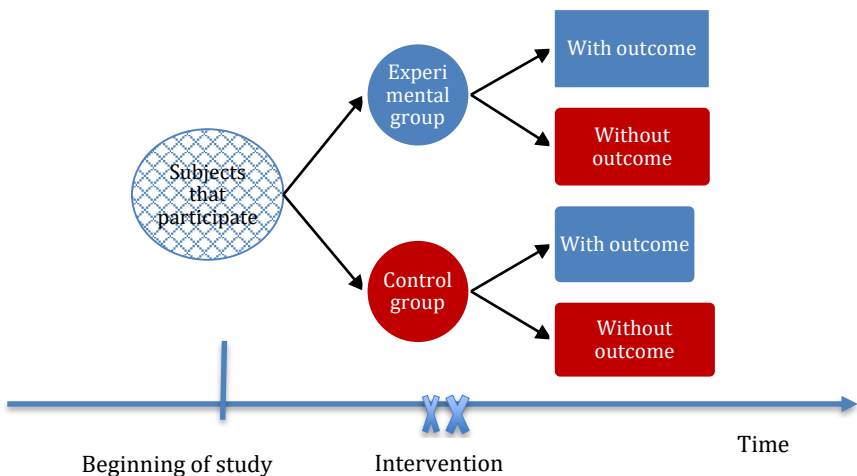 Subjects
that
participate
Experi
mental
group
With outcome
Without
outcome
Control
group
With outcome
Without
outcome
Beginning of study
Intervention
Time